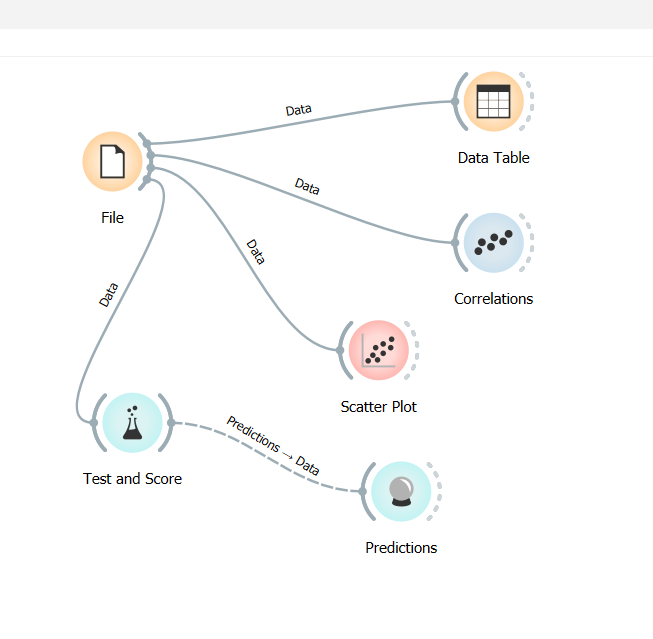 Data
Data Table
File
Data
Data
Data
Correlations
Scatter Plot
Predictions → Data
Test and Score
Predictions